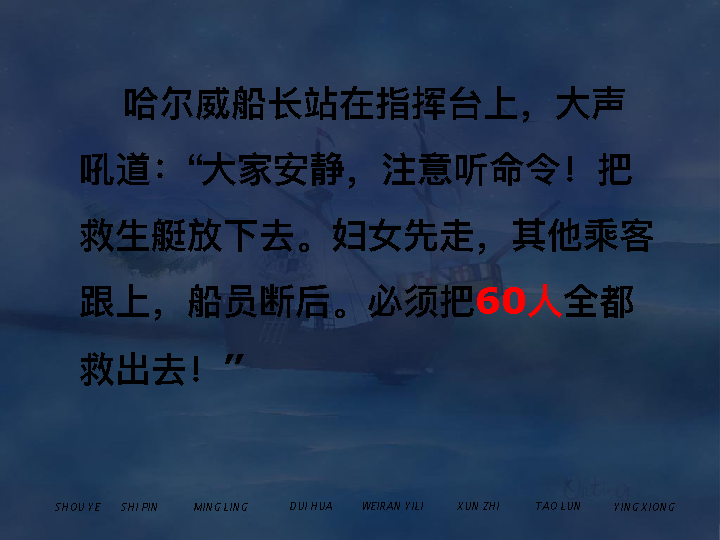 哈尔威船长站在指挥台上，大声
吼道：“大家安静，注意听命令！把
救生艇放下去。妇女先走，其他乘客
跟上，船员断后。必须把60人全都
救出去！”
SHOU YE SHI PIN MING LING DUI HUA WEIRAN YILI XUN ZHI TAO LUN YING XIONG